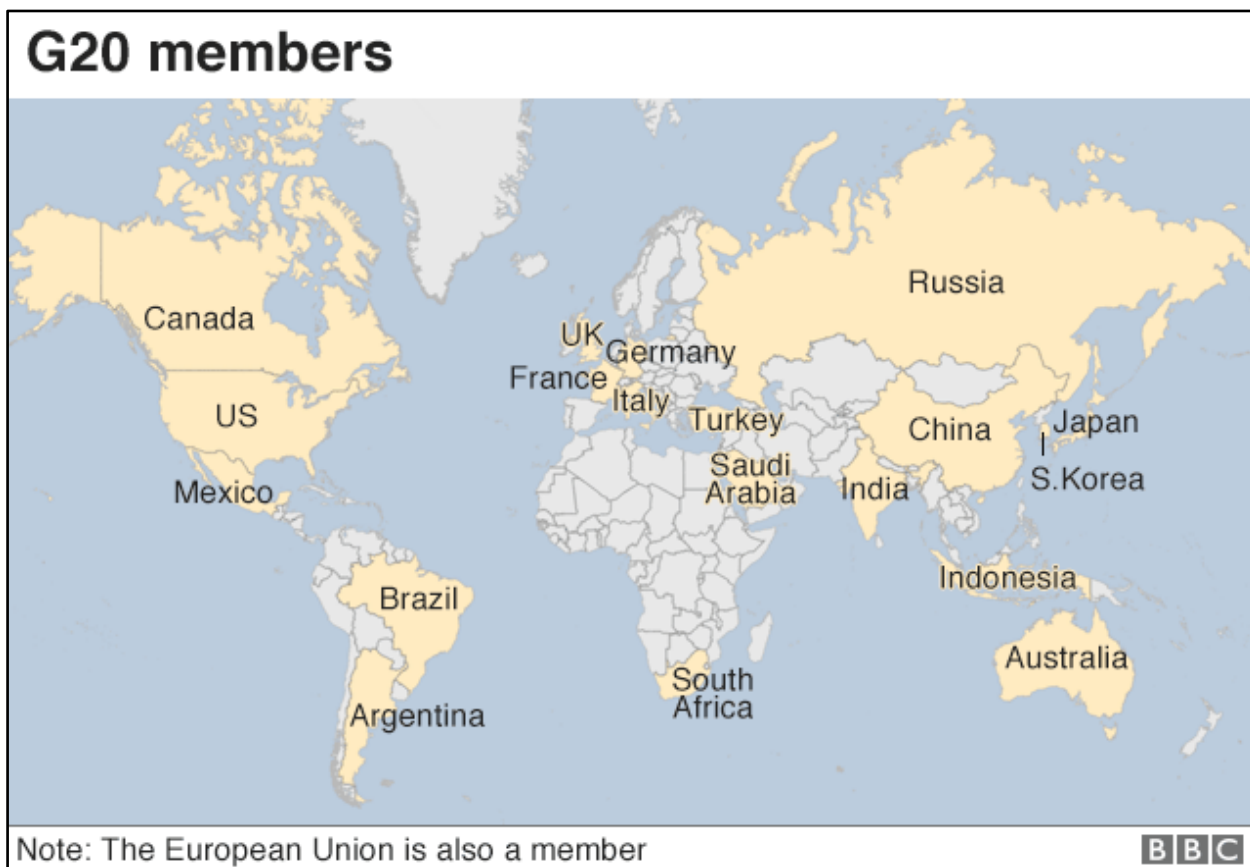 G20 members
Russia
Canada
UK
Germany
France
Italy
US
Turkey
China
Japan
Saudi
Arabia
India
S.Korea
Mexico
Indonesia
Brazil
Australia
South
Africa
Argentina
Note: The European Union is also a member
BBC